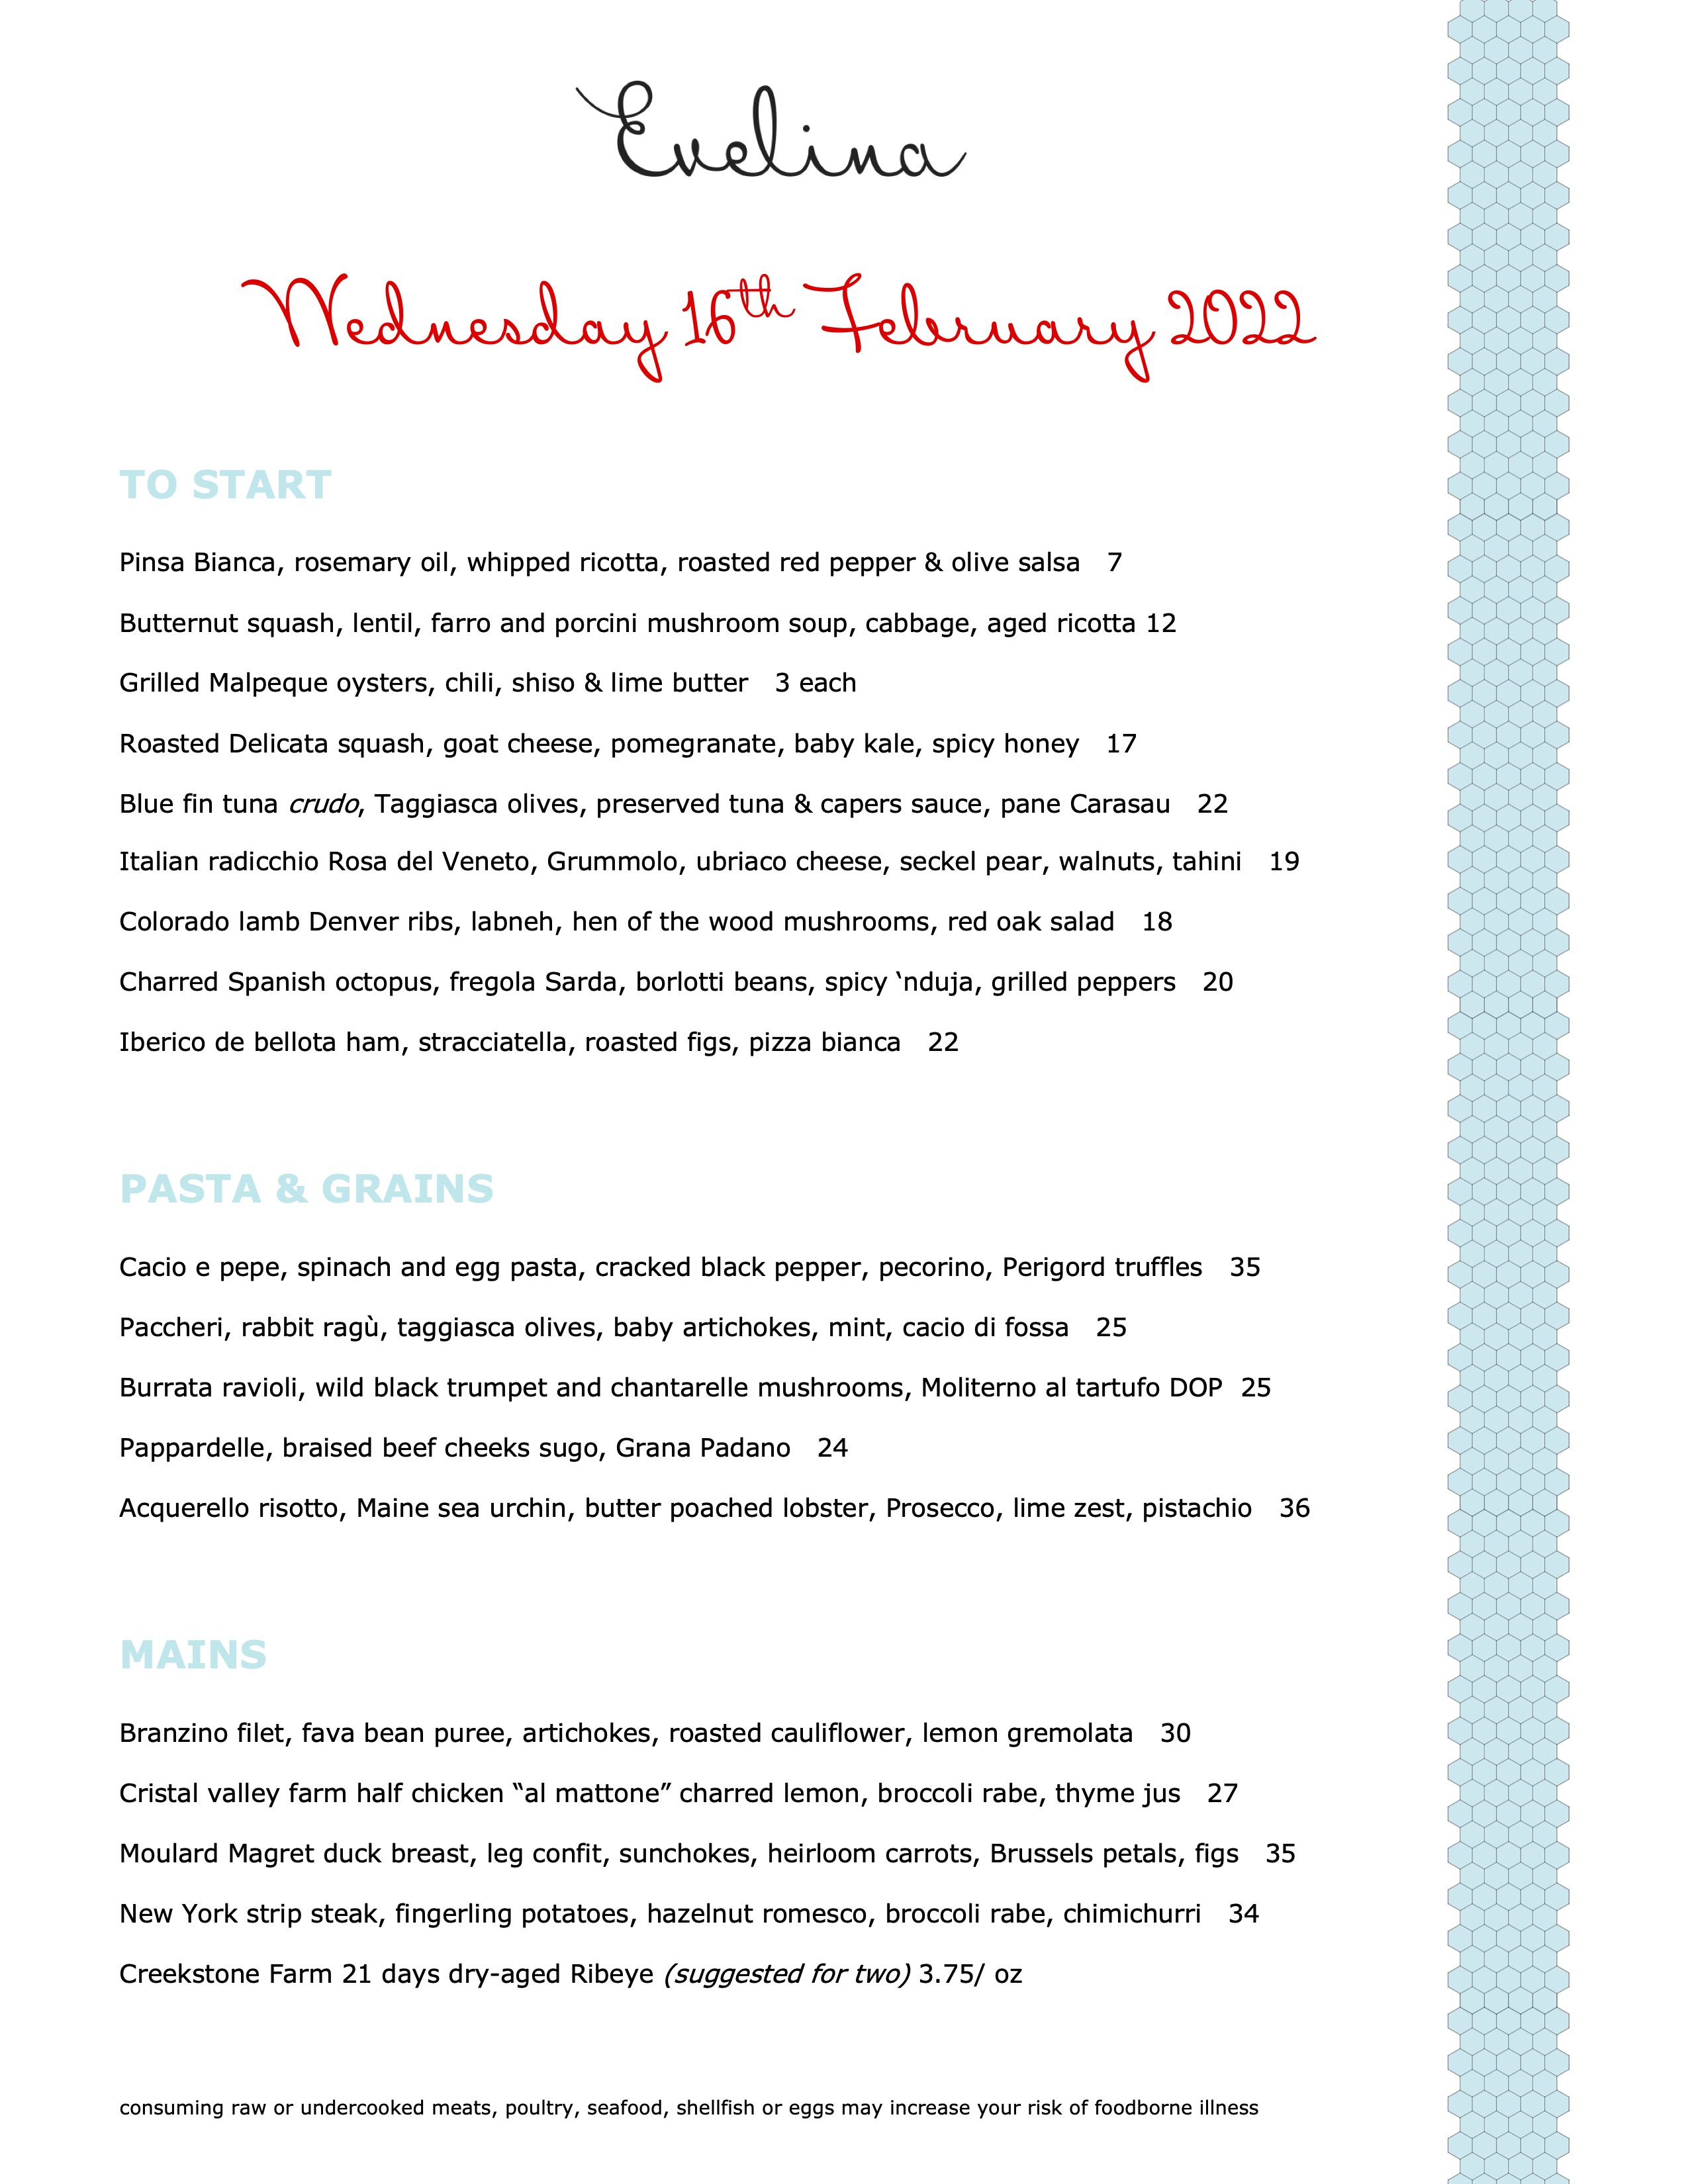 Evelina
Wednesday 16th February 2022
TO START
Pinsa Bianca, rosemary oil, whipped ricotta, roasted red pepper & olive salsa 7
Butternut squash, lentil, farro and porcini mushroom soup, cabbage, aged ricotta 12
Grilled Malpeque oysters, chili, shiso & lime butter 3 each
Roasted Delicata squash, goat cheese, pomegranate, baby kale, spicy honey 17
Blue fin tuna crudo, Taggiasca olives, preserved tuna & capers sauce, pane Carasau 22
Italian radicchio Rosa del Veneto, Grummolo, ubriaco cheese, seckel pear, walnuts, tahini 19
Colorado lamb Denver ribs, labneh, hen of the wood mushrooms, red oak salad 18
Charred Spanish octopus, fregola Sarda, borlotti beans, spicy ‘nduja, grilled peppers 20
Iberico de bellota ham, stracciatella, roasted figs, pizza bianca 22
PASTA & GRAINS
Cacio e pepe, spinach and egg pasta, cracked black pepper, pecorino, Perigord truffles 35
Paccheri, rabbit ragù, taggiasca olives, baby artichokes, mint, cacio di fossa 25
Burrata ravioli, wild black trumpet and chantarelle mushrooms, Moliterno al tartufo DOP 25
Pappardelle, braised beef cheeks sugo, Grana Padano 24
Acquerello risotto, Maine sea urchin, butter poached lobster, Prosecco, lime zest, pistachio 36
MAINS
Branzino filet, fava bean puree, artichokes, roasted cauliflower, lemon gremolata 30
Cristal valley farm half chicken “al mattone” charred lemon, broccoli rabe, thyme jus 27
Moulard Magret duck breast, leg confit, sunchokes, heirloom carrots, Brussels petals, figs 35
New York strip steak, fingerling potatoes, hazelnut romesco, broccoli rabe, chimichurri 34
Creekstone Farm 21 days dry-aged Ribeye (suggested for two) 3.75/ oz
consuming raw or undercooked meats, poultry, seafood, shellfish or eggs may increase your risk of foodborne illness